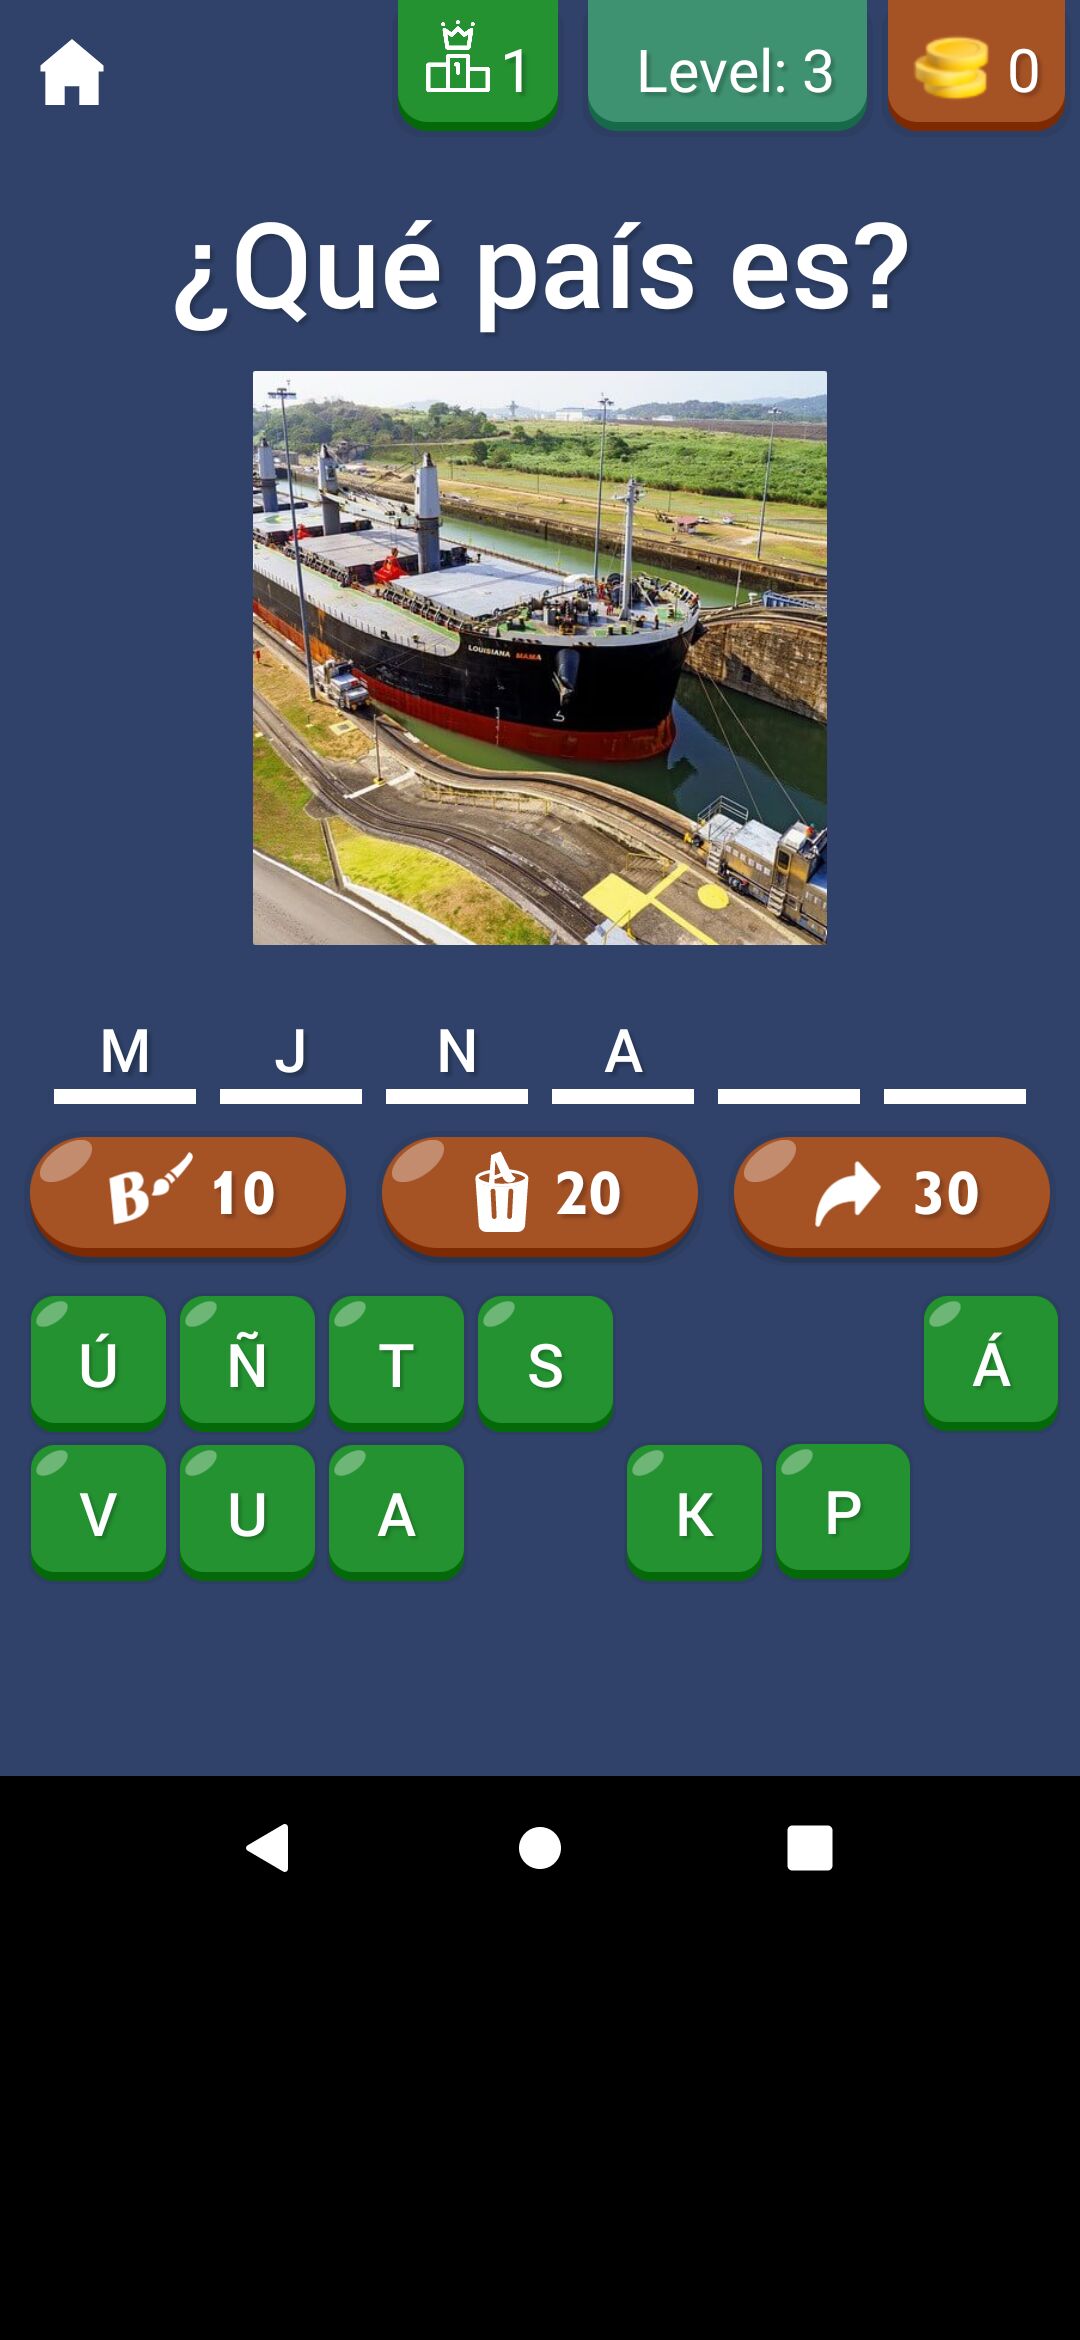 1 Level: 3 0
¿Qué país es?
LOUISIANA MAMA
M J N A
B 10 20 30
Ú Ñ T S Á
V U A K P